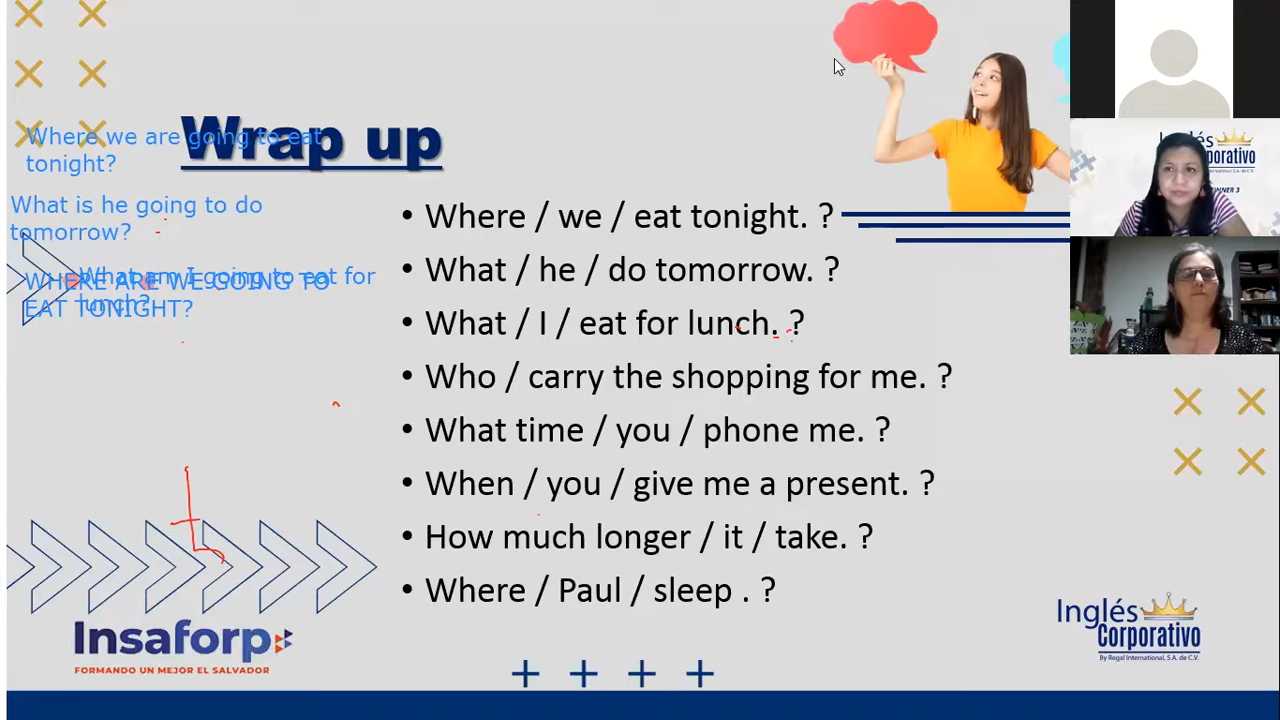 Wrap up
Where we are going to eat
tonight?
What is he going to do
tomorrow?
What am I going to eat for
lunch?
WHERE ARE WE GOING TO
EAT TONIGHT?
• Where / we / eat tonight. ?
• What / he / do tomorrow. ?
• What / I / eat for lunch. ?
• Who / carry the shopping for me. ?
• What time / you / phone me. ?
• When / you / give me a present. ?
• How much longer / it / take. ?
• Where / Paul / sleep . ?
Insaforp
FORMANDO UN MEJOR EL SALVADOR
Inglés
Corporativo
By Regal International, S.A. de C.V.
Inglés
Corporativo